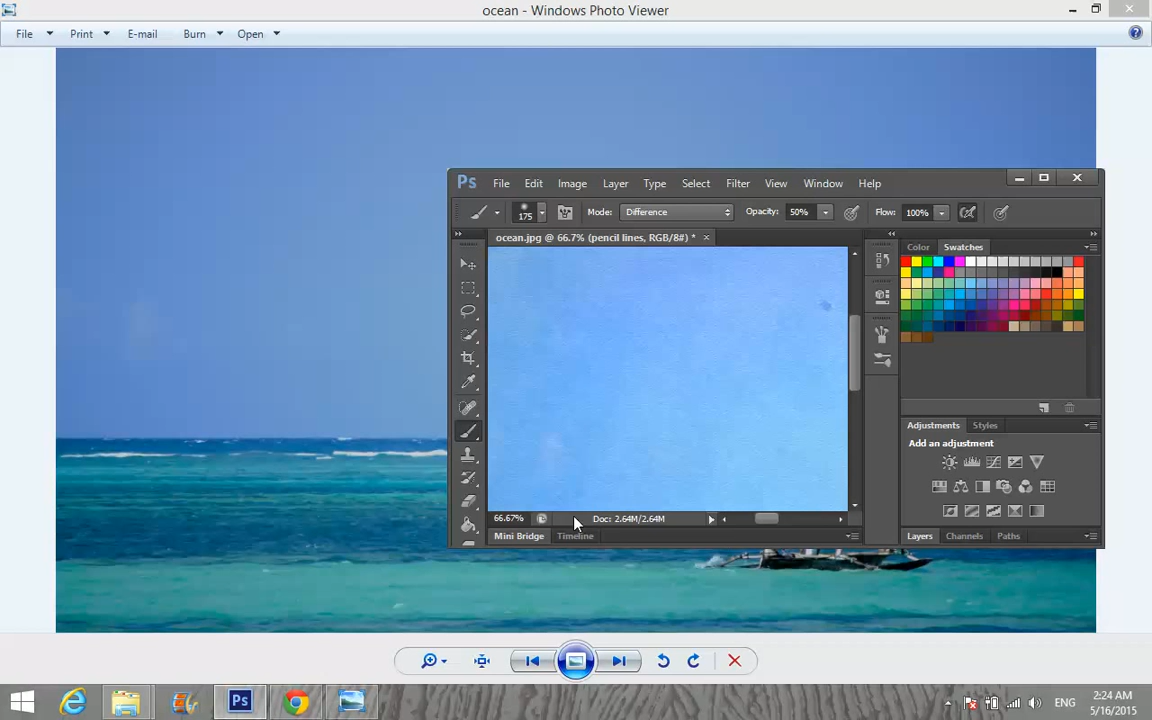 ocean - Windows Photo Viewer
File Print E-mail Burn Open
Ps File Edit Image Layer Type Select Filter View Window Help
175 Mode: Difference Opacity: 50% Flow: 100%
ocean.jpg @ 66.7% (pencil lines, RGB/8#) *
Color Swatches
Adjustments Styles
Add an adjustment
66.67% Doc: 2.64M/2.64M
Mini Bridge Timeline
Layers Channels Paths
Ps
ENG
2:24 AM
5/16/2015